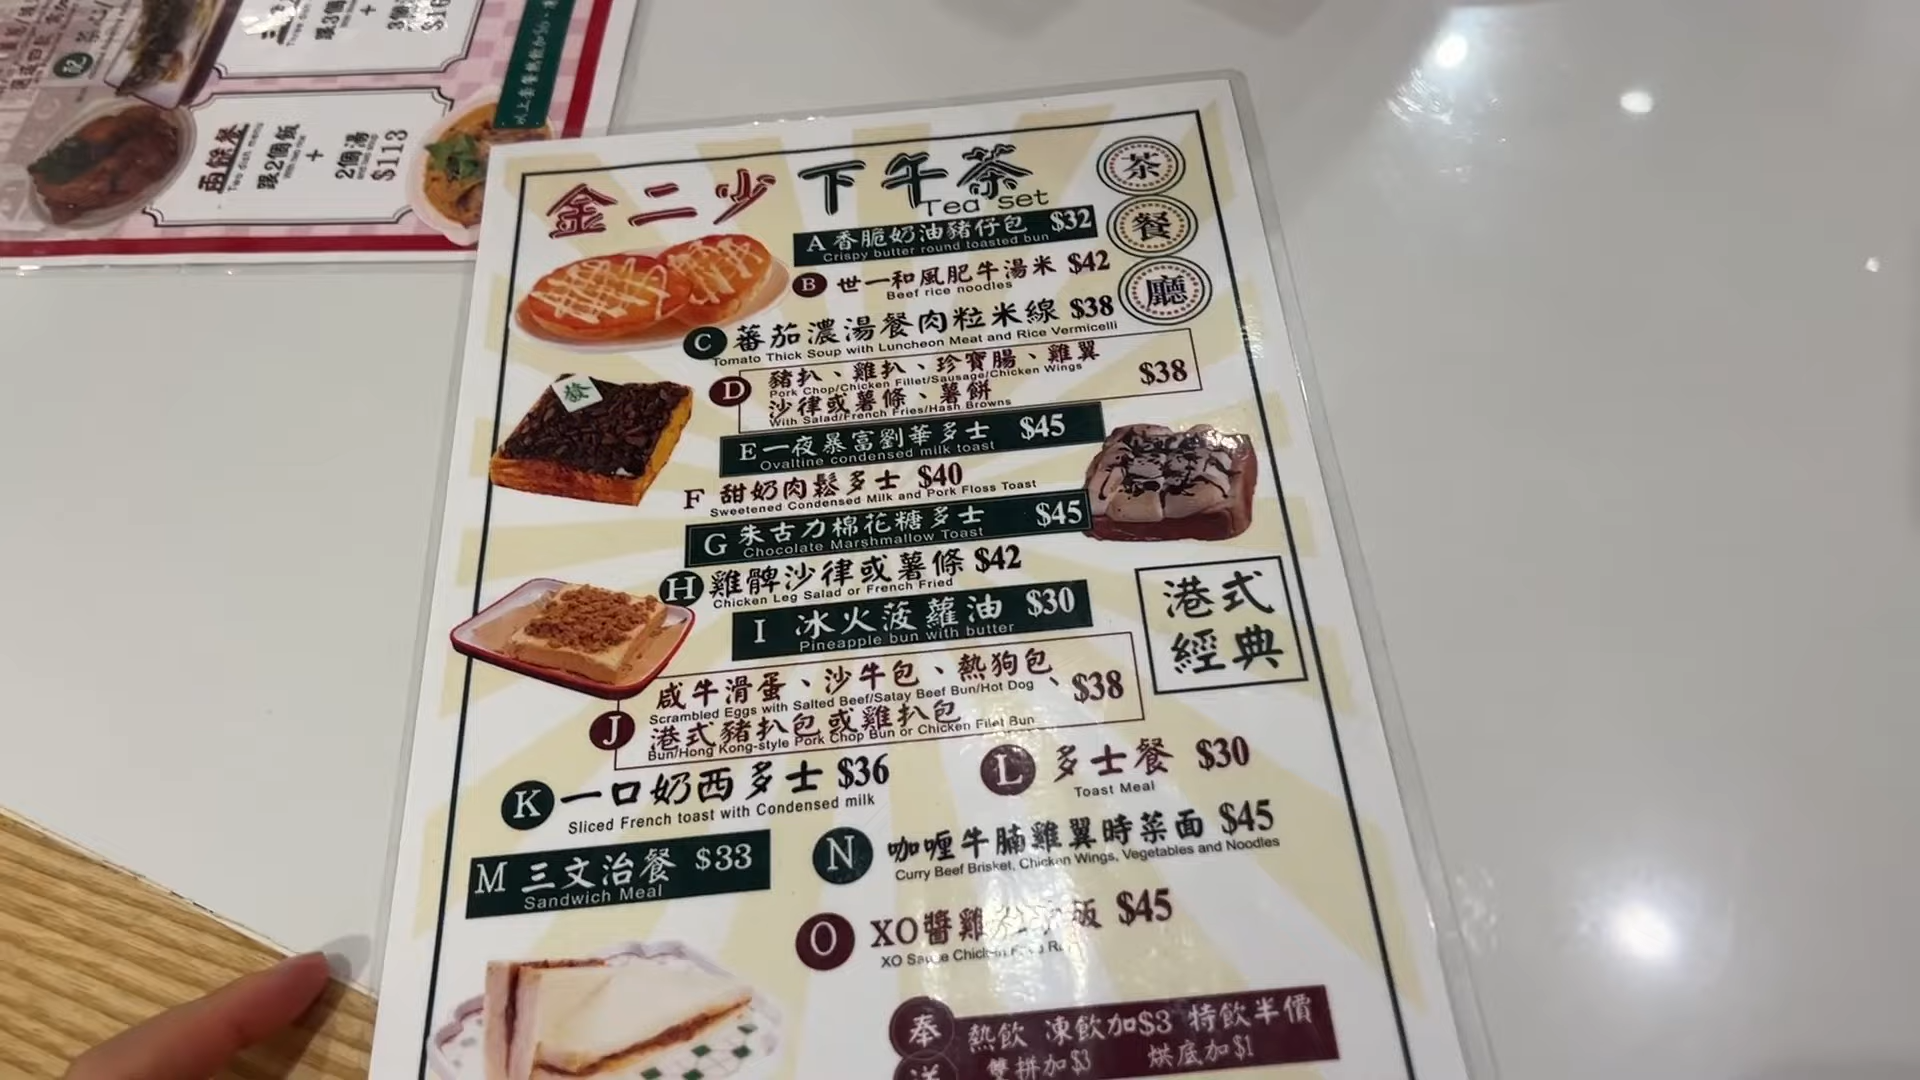 兩餸餐
Two dish menu
跟2個飯
+
2個湯
$113
配
金二少下午茶
Tea set
茶
餐
廳
A 香脆奶油豬仔包 $32
Crispy butter round toasted bun
B 世一和風肥牛湯米 $42
Beef rice noodles
C 蕃茄濃湯餐肉粒米線 $38
Tomato Thick Soup with Luncheon Meat and Rice Vermicelli
D 豬扒、雞扒、珍寶腸、雞翼 $38
Pork Chop/Chicken Fillet/Sausage/Chicken Wings
沙律或薯條、薯餅
With Salad/French Fries/Hash Browns
發
E 一夜暴富劉華多士 $45
Ovaltine condensed milk toast
F 甜奶肉鬆多士 $40
Sweetened Condensed Milk and Pork Floss Toast
G 朱古力棉花糖多士 $45
Chocolate Marshmallow Toast
H 雞髀沙律或薯條 $42
Chicken Leg Salad or French Fried
I 冰火菠蘿油 $30
Pineapple bun with butter
港式
經典
J 咸牛滑蛋、沙牛包、熱狗包、 $38
Scrambled Eggs with Salted Beef/Satay Beef Bun/Hot Dog
港式豬扒包或雞扒包
Bun/Hong Kong-style Pork Chop Bun or Chicken Filet Bun
K 一口奶西多士 $36
Sliced French toast with Condensed milk
L 多士餐 $30
Toast Meal
M 三文治餐 $33
Sandwich Meal
N 咖喱牛腩雞翼時菜面 $45
Curry Beef Brisket, Chicken Wings, Vegetables and Noodles
O XO醬雞 飯 $45
XO Sauce Chicken
奉送
熱飲 凍飲加$3 特飲半價
雙拼加$3 烘底加$1